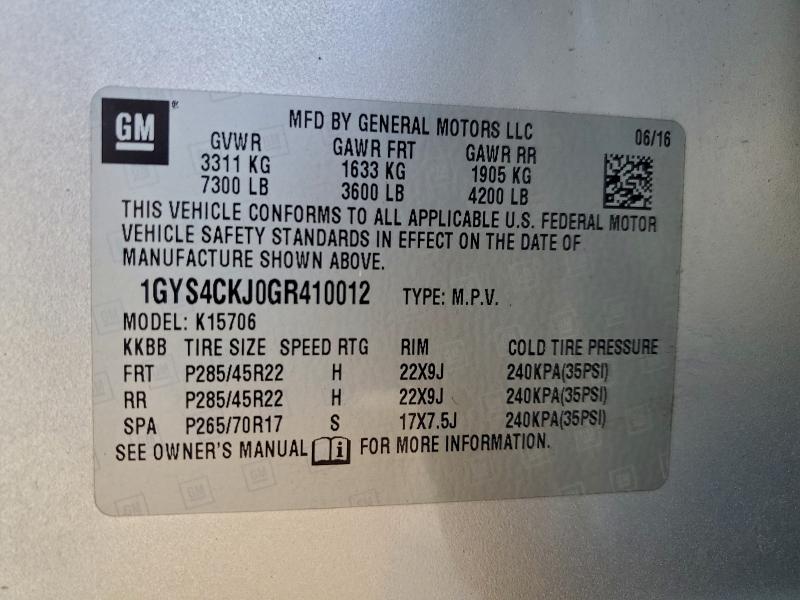 GM®
MFD BY GENERAL MOTORS LLC 06/16
GVWR GAWR FRT GAWR RR
3311 KG 1633 KG 1905 KG
7300 LB 3600 LB 4200 LB
THIS VEHICLE CONFORMS TO ALL APPLICABLE U.S. FEDERAL MOTOR
VEHICLE SAFETY STANDARDS IN EFFECT ON THE DATE OF
MANUFACTURE SHOWN ABOVE.
1GYS4CKJ0GR410012 TYPE: M.P.V.
MODEL: K15706
KKBB TIRE SIZE SPEED RTG RIM COLD TIRE PRESSURE
FRT P285/45R22 H 22X9J 240KPA(35PSI)
RR P285/45R22 H 22X9J 240KPA(35PSI)
SPA P265/70R17 S 17X7.5J 240KPA(35PSI)
SEE OWNER'S MANUAL i FOR MORE INFORMATION.